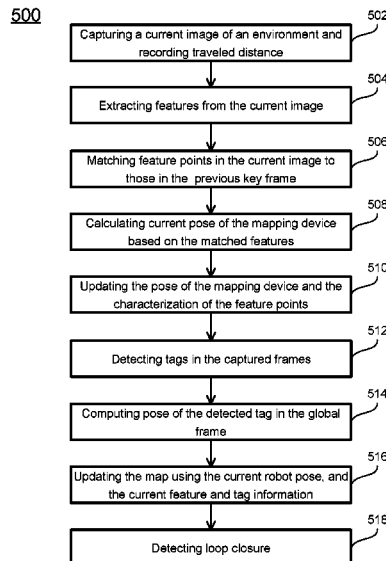 500
502
Capturing a current image of an environment and
recording traveled distance
504
Extracting features from the current image
506
Matching feature points in the current image to
those in the previous key frame
508
Calculating current pose of the mapping device
based on the matched features
510
Updating the pose of the mapping device and the
characterization of the feature points
512
Detecting tags in the captured frames
514
Computing pose of the detected tag in the global
frame
516
Updating the map using the current robot pose, and
the current feature and tag information
518
Detecting loop closure